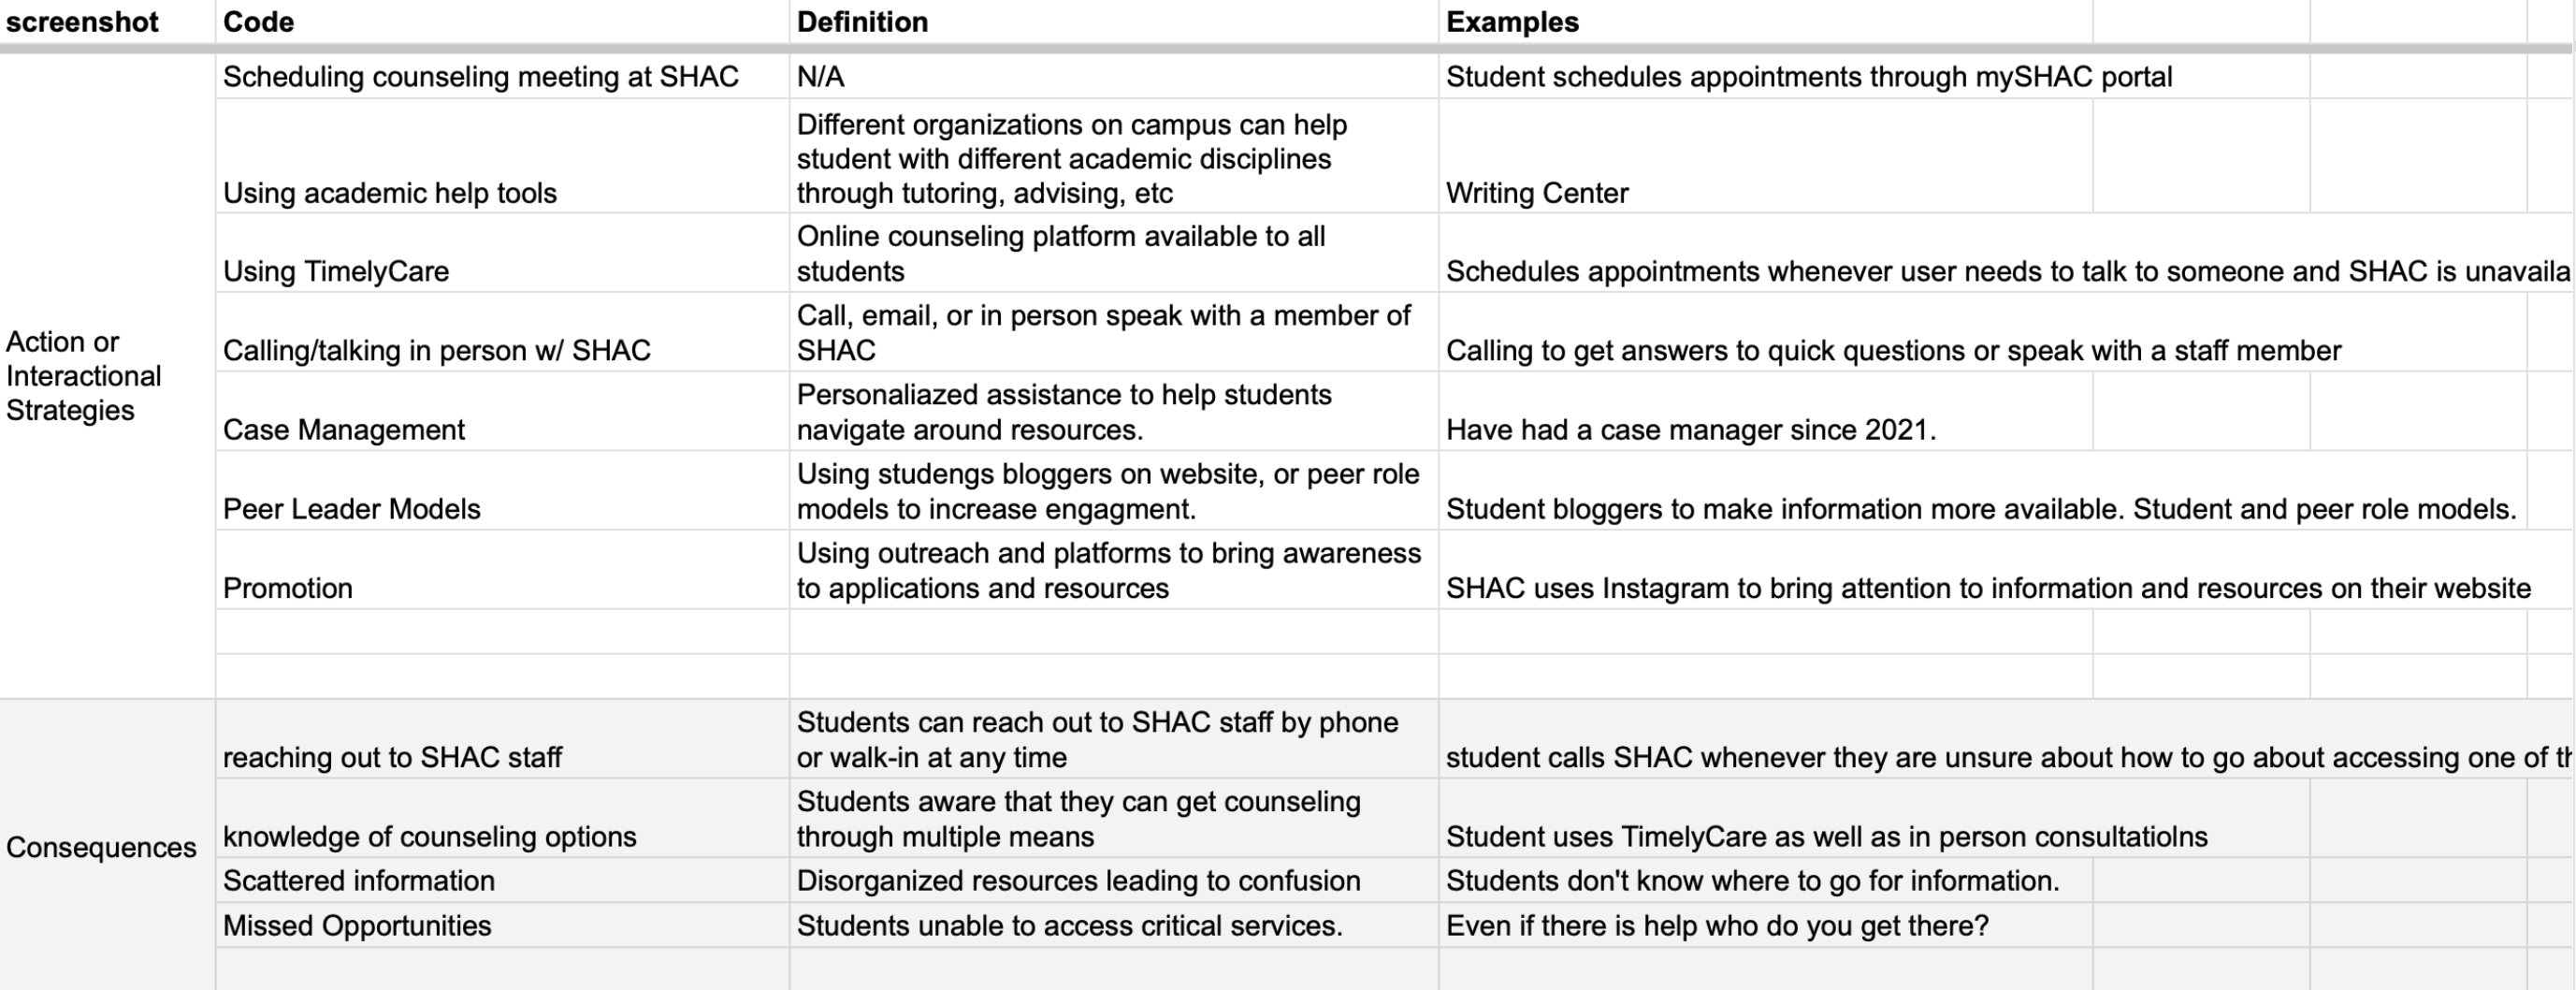 screenshot Code Definition Examples
Scheduling counseling meeting at SHAC N/A Student schedules appointments through mySHAC portal
Different organizations on campus can help
student with different academic disciplines
Using academic help tools through tutoring, advising, etc Writing Center
Online counseling platform available to all
Using TimelyCare students Schedules appointments whenever user needs to talk to someone and SHAC is unavaila
Action or
Interactional
Strategies
Call, email, or in person speak with a member of
Calling/talking in person w/ SHAC SHAC Calling to get answers to quick questions or speak with a staff member
Personaliazed assistance to help students
Case Management navigate around resources. Have had a case manager since 2021.
Using studengs bloggers on website, or peer role
Peer Leader Models models to increase engagment. Student bloggers to make information more available. Student and peer role models.
Using outreach and platforms to bring awareness
Promotion to applications and resources SHAC uses Instagram to bring attention to information and resources on their website
Students can reach out to SHAC staff by phone
reaching out to SHAC staff or walk-in at any time student calls SHAC whenever they are unsure about how to go about accessing one of th
Students aware that they can get counseling
knowledge of counseling options through multiple means Student uses TimelyCare as well as in person consultatiolns
Consequences
Scattered information Disorganized resources leading to confusion Students don't know where to go for information.
Missed Opportunities Students unable to access critical services. Even if there is help who do you get there?